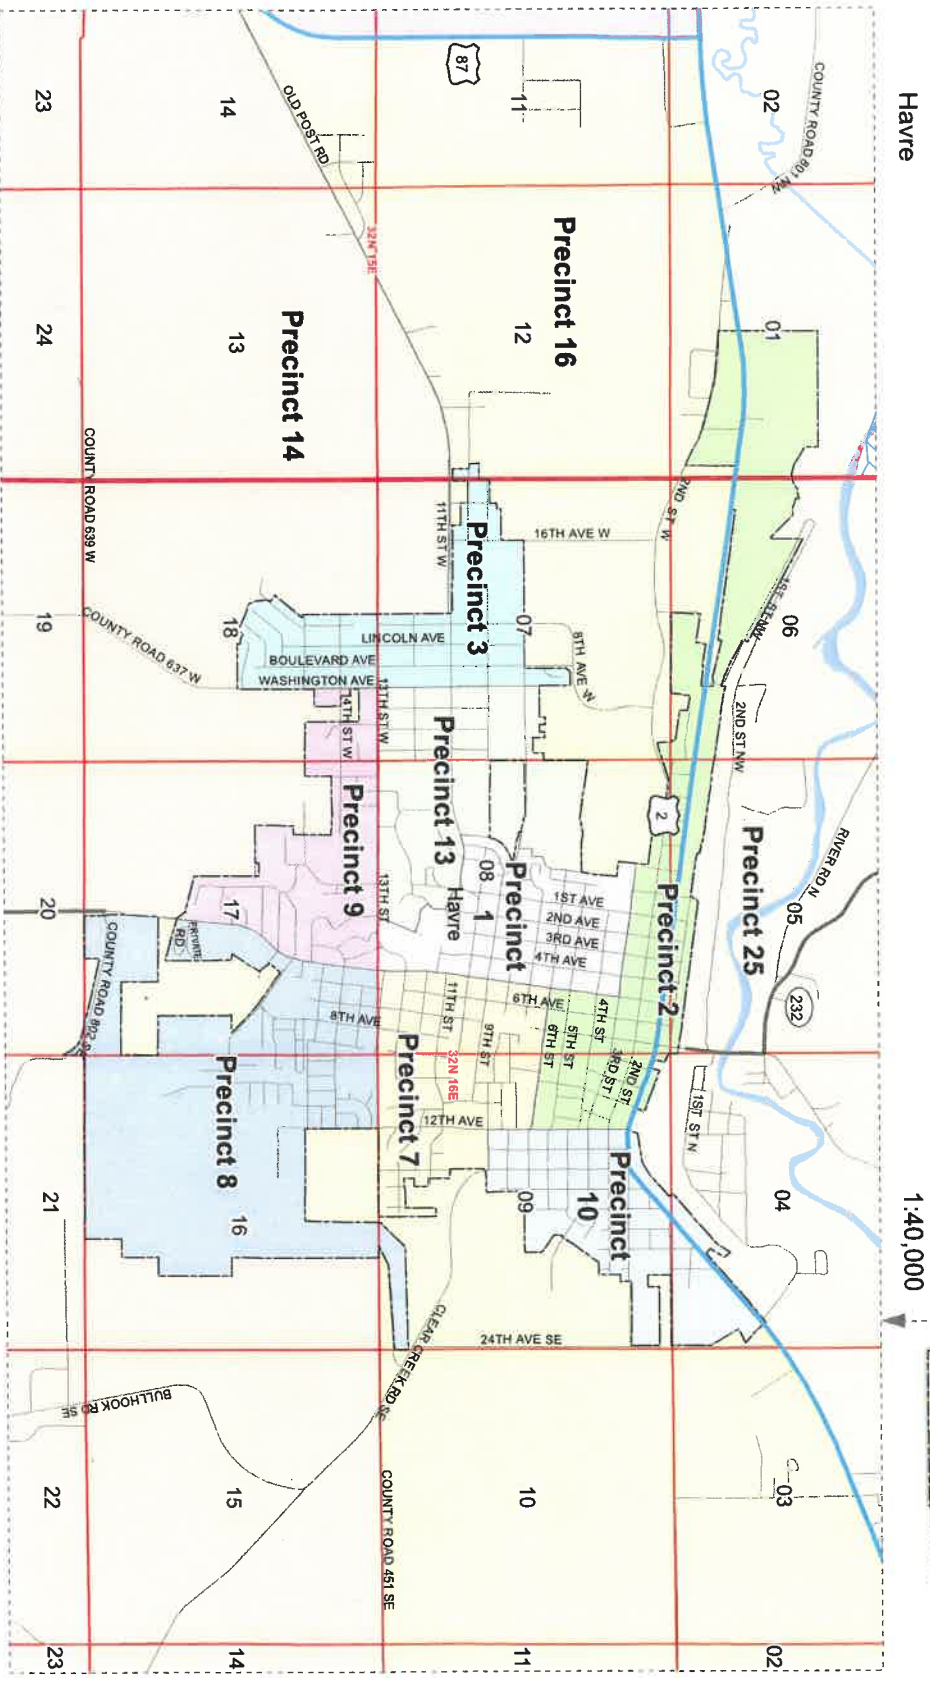 Havre
1:40,000
02
COUNTY ROAD 801 NW
01
06
1ST ST NW
2ND ST NW
Precinct 25
RIVER RD N
05
232
04
03
02
87
11
Precinct 16
12
2ND ST W
16TH AVE W
07
8TH AVE W
2
Precinct 2
1ST ST N
1ST AVE
2ND AVE
3RD AVE
4TH AVE
6TH AVE
4TH ST
5TH ST
6TH ST
3RD ST
2ND ST
Precinct
10
09
24TH AVE SE
10
11
OLD POST RD
32N 15E
11TH ST W
Precinct 3
LINCOLN AVE
BOULEVARD AVE
WASHINGTON AVE
13TH ST W
14TH ST W
Precinct 13
08
Precinct
1
Havre
13TH ST
11TH ST
9TH ST
32N 16E
12TH AVE
Precinct 7
CLEAR CREEK RD SE
COUNTY ROAD 451 SE
14
13
Precinct 14
18
Precinct 9
17
PRIVATE RD
8TH AVE
Precinct 8
16
15
14
23
24
COUNTY ROAD 639 W
19
COUNTY ROAD 637 W
20
COUNTY ROAD 802 S
21
BULLHOOK RD SE
22
23